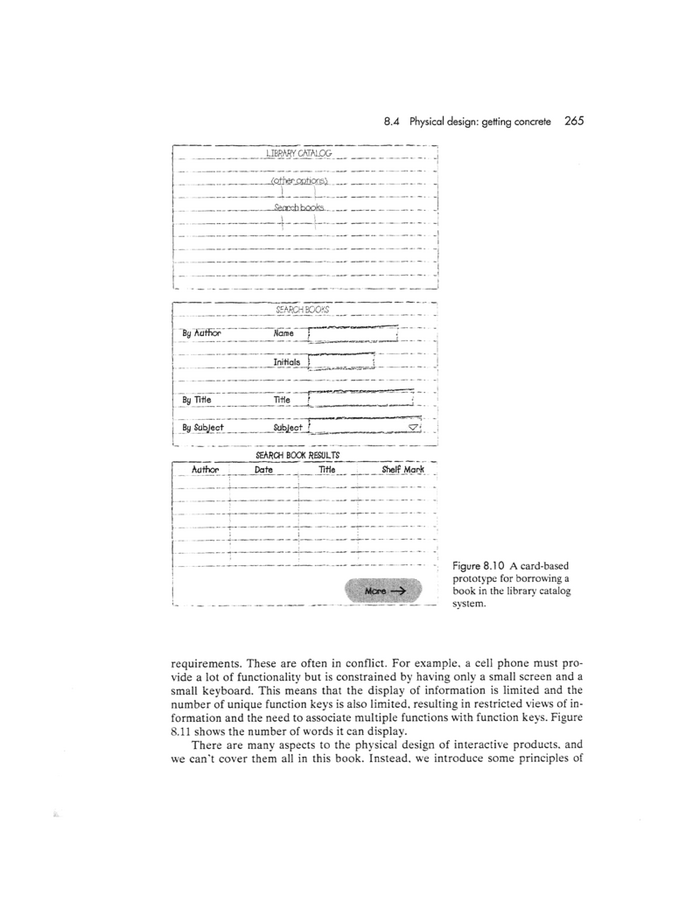 8.4 Physical design: getting concrete 265
LIBRARY CATALOG
(other options)
Search books
SEARCH BOOKS
By Author Name
Initials
By Title Title
By Subject Subject
SEARCH BOOK RESULTS
Author Date Title Shelf Mark
More →
Figure 8.10 A card-based
prototype for borrowing a
book in the library catalog
system.
requirements. These are often in conflict. For example, a cell phone must pro-
vide a lot of functionality but is constrained by having only a small screen and a
small keyboard. This means that the display of information is limited and the
number of unique function keys is also limited, resulting in restricted views of in-
formation and the need to associate multiple functions with function keys. Figure
8.11 shows the number of words it can display.
There are many aspects to the physical design of interactive products, and
we can't cover them all in this book. Instead, we introduce some principles of